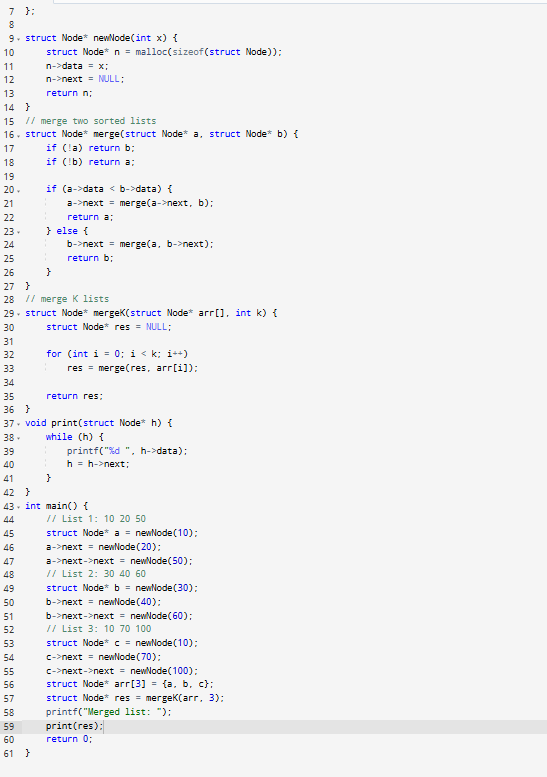 7 };
8
9 struct Node* newNode(int x) {
10 struct Node* n = malloc(sizeof(struct Node));
11 n->data = x;
12 n->next = NULL;
13 return n;
14 }
15 // merge two sorted lists
16 struct Node* merge(struct Node* a, struct Node* b) {
17 if (!a) return b;
18 if (!b) return a;
19
20 if (a->data < b->data) {
21 a->next = merge(a->next, b);
22 return a;
23 } else {
24 b->next = merge(a, b->next);
25 return b;
26 }
27 }
28 // merge K lists
29 struct Node* mergeK(struct Node* arr[], int k) {
30 struct Node* res = NULL;
31
32 for (int i = 0; i < k; i++)
33 res = merge(res, arr[i]);
34
35 return res;
36 }
37 void print(struct Node* h) {
38 while (h) {
39 printf("%d ", h->data);
40 h = h->next;
41 }
42 }
43 int main() {
44 // List 1: 10 20 50
45 struct Node* a = newNode(10);
46 a->next = newNode(20);
47 a->next->next = newNode(50);
48 // List 2: 30 40 60
49 struct Node* b = newNode(30);
50 b->next = newNode(40);
51 b->next->next = newNode(60);
52 // List 3: 10 70 100
53 struct Node* c = newNode(10);
54 c->next = newNode(70);
55 c->next->next = newNode(100);
56 struct Node* arr[3] = {a, b, c};
57 struct Node* res = mergeK(arr, 3);
58 printf("Merged list: ");
59 print(res);
60 return 0;
61 }